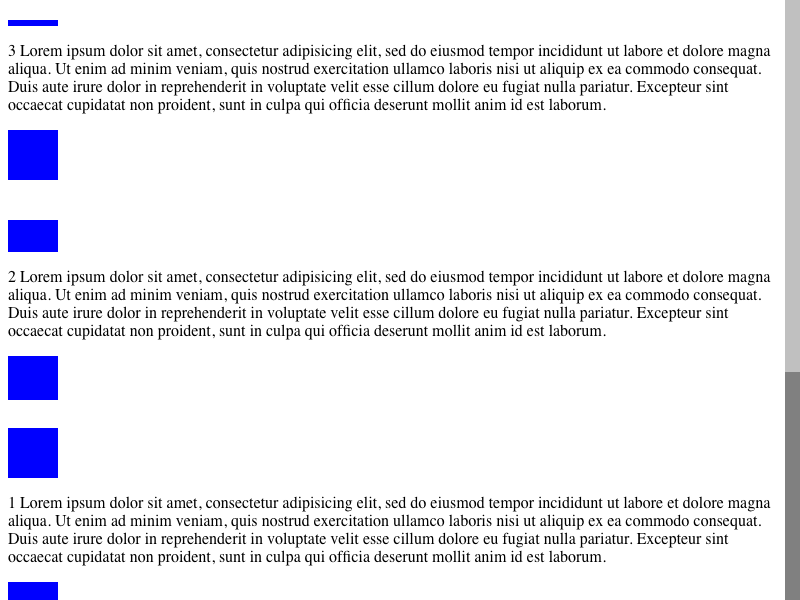 3 Lorem ipsum dolor sit amet, consectetur adipisicing elit, sed do eiusmod tempor incididunt ut labore et dolore magna
aliqua. Ut enim ad minim veniam, quis nostrud exercitation ullamco laboris nisi ut aliquip ex ea commodo consequat.
Duis aute irure dolor in reprehenderit in voluptate velit esse cillum dolore eu fugiat nulla pariatur. Excepteur sint
occaecat cupidatat non proident, sunt in culpa qui officia deserunt mollit anim id est laborum.
2 Lorem ipsum dolor sit amet, consectetur adipisicing elit, sed do eiusmod tempor incididunt ut labore et dolore magna
aliqua. Ut enim ad minim veniam, quis nostrud exercitation ullamco laboris nisi ut aliquip ex ea commodo consequat.
Duis aute irure dolor in reprehenderit in voluptate velit esse cillum dolore eu fugiat nulla pariatur. Excepteur sint
occaecat cupidatat non proident, sunt in culpa qui officia deserunt mollit anim id est laborum.
1 Lorem ipsum dolor sit amet, consectetur adipisicing elit, sed do eiusmod tempor incididunt ut labore et dolore magna
aliqua. Ut enim ad minim veniam, quis nostrud exercitation ullamco laboris nisi ut aliquip ex ea commodo consequat.
Duis aute irure dolor in reprehenderit in voluptate velit esse cillum dolore eu fugiat nulla pariatur. Excepteur sint
occaecat cupidatat non proident, sunt in culpa qui officia deserunt mollit anim id est laborum.